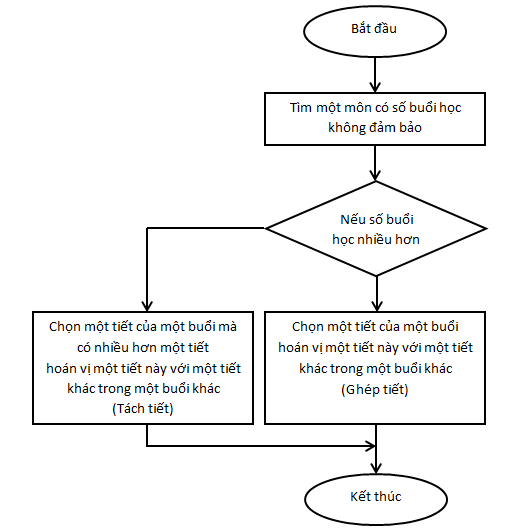 Bắt đầu
Tìm một môn có số buổi học
không đảm bảo
Nếu số buổi
học nhiều hơn
Chọn một tiết của một buổi mà
có nhiều hơn một tiết
hoán vị một tiết này với một tiết
khác trong một buổi khác
(Tách tiết)
Chọn một tiết của một buổi
hoán vị một tiết này với một tiết
khác trong một buổi khác
(Ghép tiết)
Kết thúc